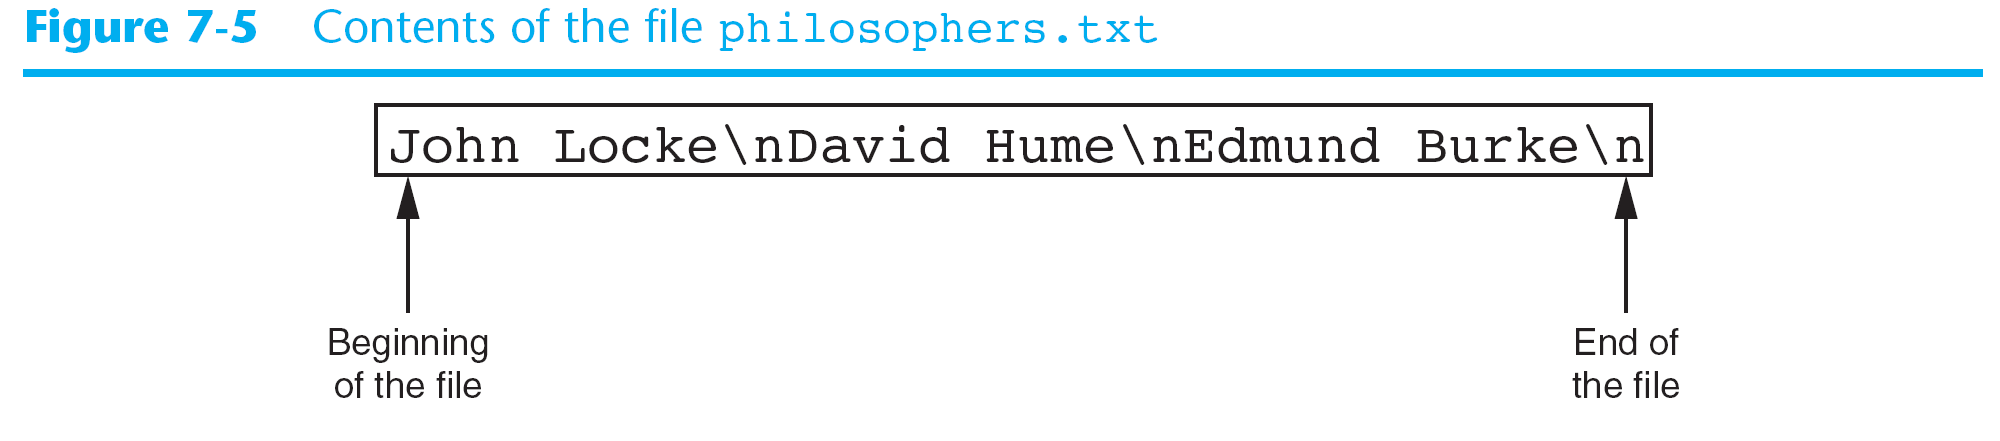 Figure 7-5 Contents of the file philosophers.txt
John Locke\nDavid Hume\nEdmund Burke\n
Beginning
of the file
End of
the file